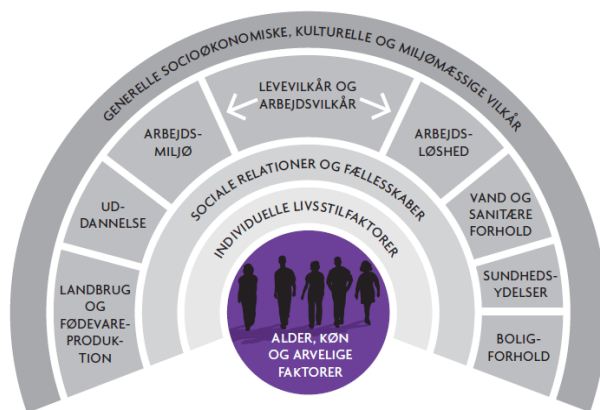 GENERELLE SOCIOØKONOMISKE, KULTURELLE OG MILJØMÆSSIGE VILKÅR
LEVEVILKÅR OG
ARBEJDSVILKÅR
ARBEJDS-
MILJØ
ARBEJDS-
LØSHED
UD-
DANNELSE
VAND OG
SANITÆRE
FORHOLD
LANDBRUG
OG
FØDEVARE-
PRODUK-
TION
SUNDHEDS-
YDELSER
BOLIG-
FORHOLD
SOCIALE RELATIONER OG FÆLLESSKABER
INDIVIDUELLE LIVSSTILFAKTORER
ALDER, KØN
OG ARVELIGE
FAKTORER